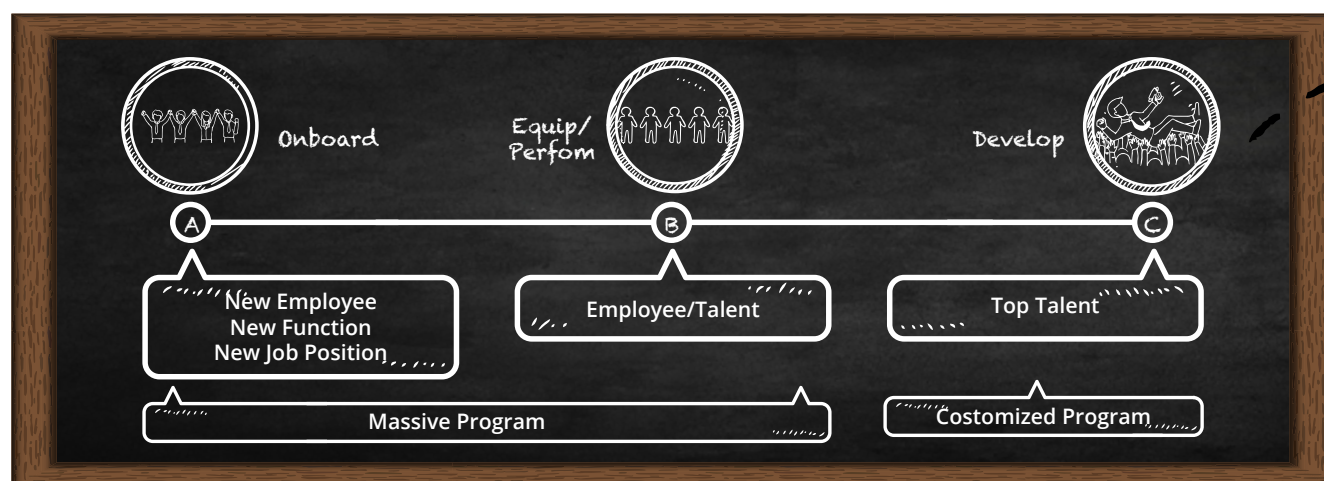 Onboard
Equip/
Perfom
Develop
A
B
C
New Employee
New Function
New Job Position
Employee/Talent
Top Talent
Massive Program
Costomized Program